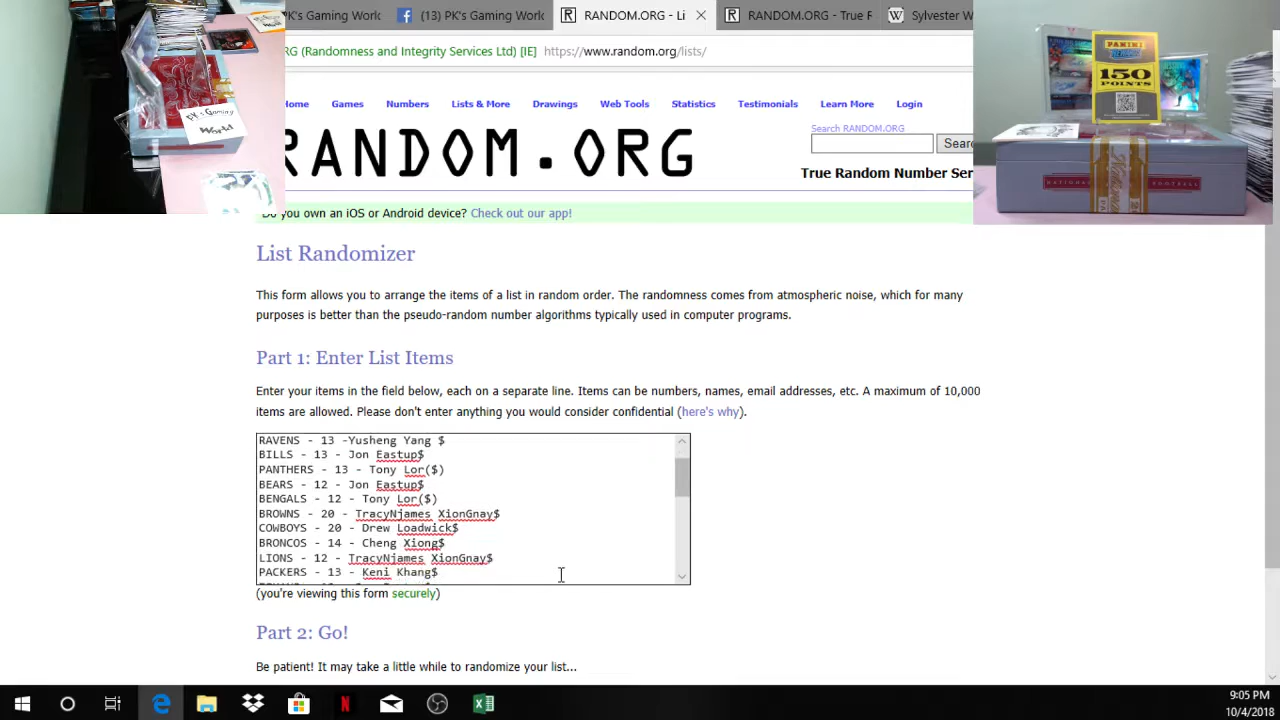 PK's Gaming World
(13) PK's Gaming Wor
RANDOM.ORG - Li
RANDOM.ORG - True R
Sylvester W
RG (Randomness and Integrity Services Ltd) [IE] https://www.random.org/lists/
Home Games Numbers Lists & More Drawings Web Tools Statistics Testimonials Learn More Login
RANDOM.ORG
Search RANDOM.ORG
Sear
True Random Number Ser
PK's Gaming
World
PANINI
150
POINTS
NATIONAL FOOTBALL
Do you own an iOS or Android device? Check out our app!
List Randomizer
This form allows you to arrange the items of a list in random order. The randomness comes from atmospheric noise, which for many
purposes is better than the pseudo-random number algorithms typically used in computer programs.
Part 1: Enter List Items
Enter your items in the field below, each on a separate line. Items can be numbers, names, email addresses, etc. A maximum of 10,000
items are allowed. Please don't enter anything you would consider confidential (here's why).
RAVENS - 13 -Yusheng Yang $
BILLS - 13 - Jon Eastup$
PANTHERS - 13 - Tony Lor($)
BEARS - 12 - Jon Eastup$
BENGALS - 12 - Tony Lor($)
BROWNS - 20 - TracyNjames XionGnay$
COWBOYS - 20 - Drew Loadwick$
BRONCOS - 14 - Cheng Xiong$
LIONS - 12 - TracyNjames XionGnay$
PACKERS - 13 - Keni Khang$
(you're viewing this form securely)
Part 2: Go!
Be patient! It may take a little while to randomize your list...
9:05 PM
10/4/2018